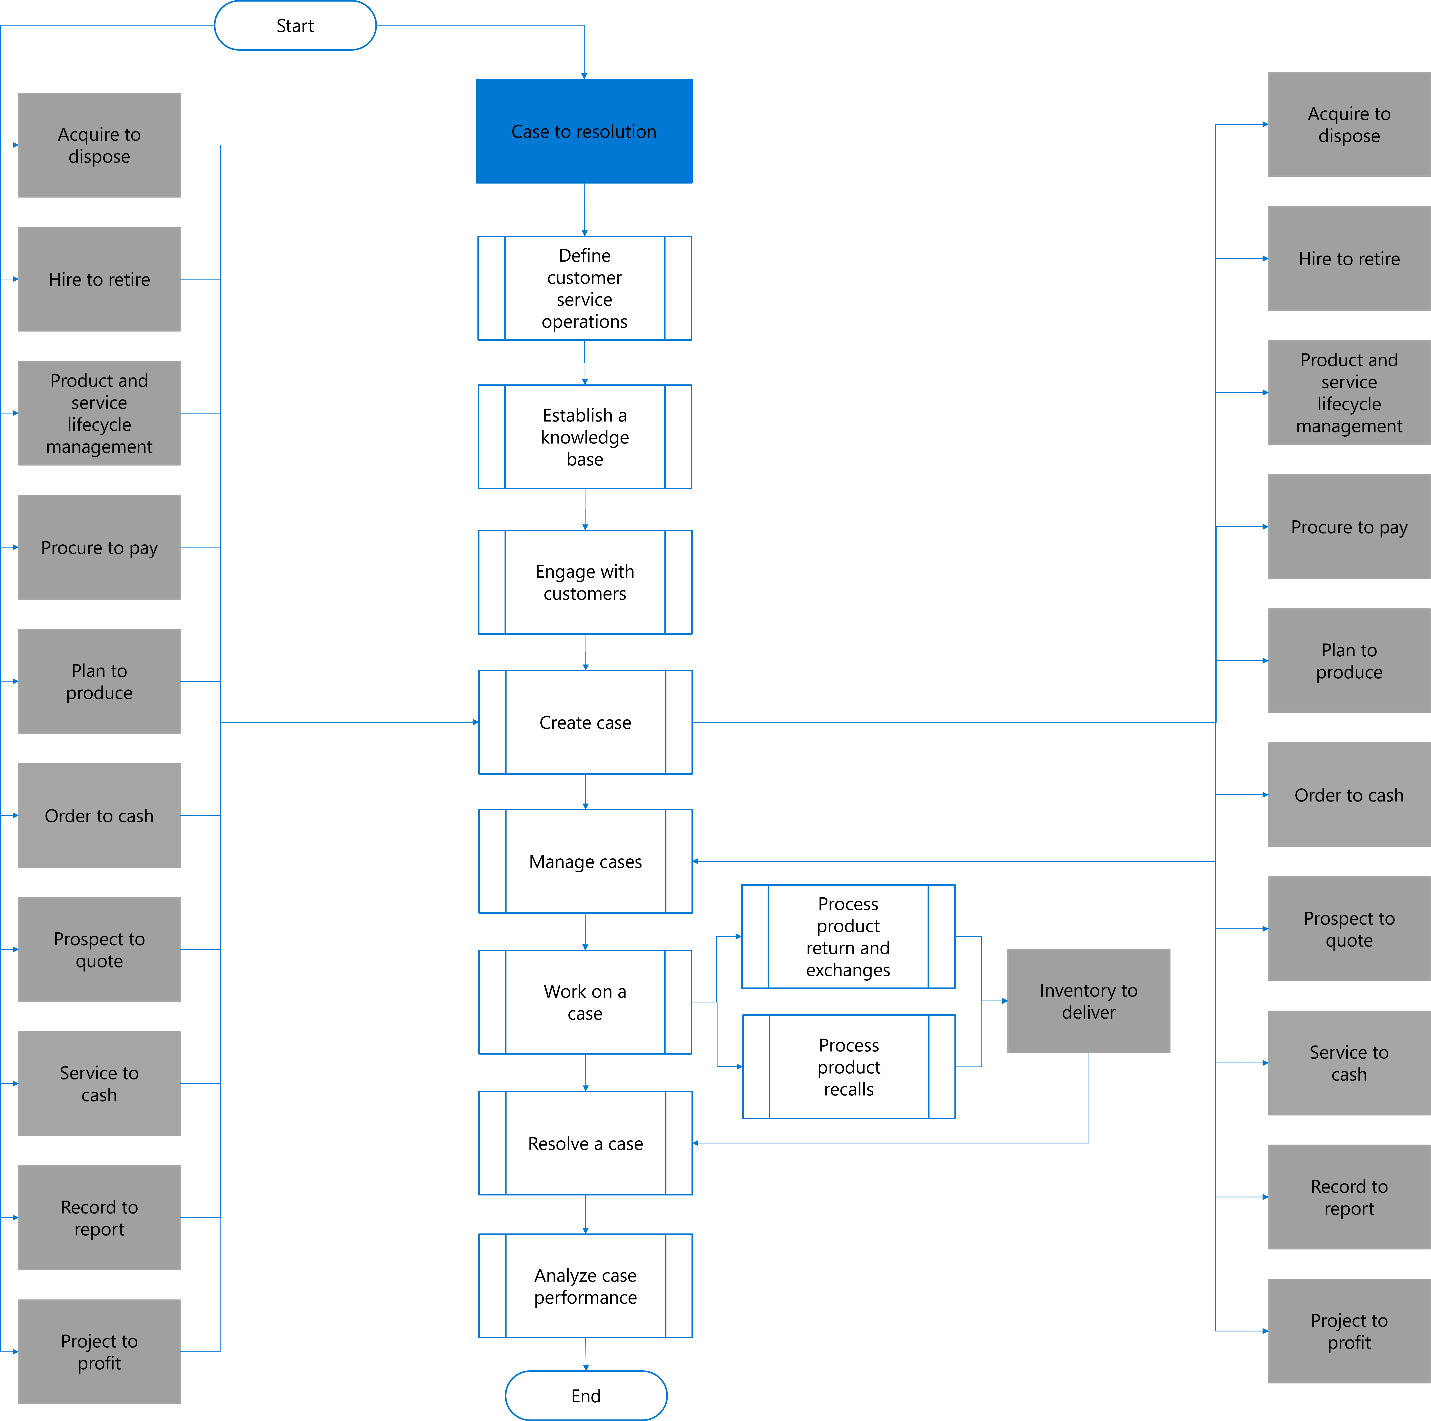 Start
Case to resolution
Acquire to
dispose
Hire to retire
Product and
service
lifecycle
management
Procure to pay
Plan to
produce
Order to cash
Prospect to
quote
Service to
cash
Record to
report
Project to
profit
Define
customer
service
operations
Establish a
knowledge
base
Engage with
customers
Create case
Manage cases
Work on a
case
Resolve a case
Analyze case
performance
End
Process
product
return and
exchanges
Process
product
recalls
Inventory to
deliver
Acquire to
dispose
Hire to retire
Product and
service
lifecycle
management
Procure to pay
Plan to
produce
Order to cash
Prospect to
quote
Service to
cash
Record to
report
Project to
profit